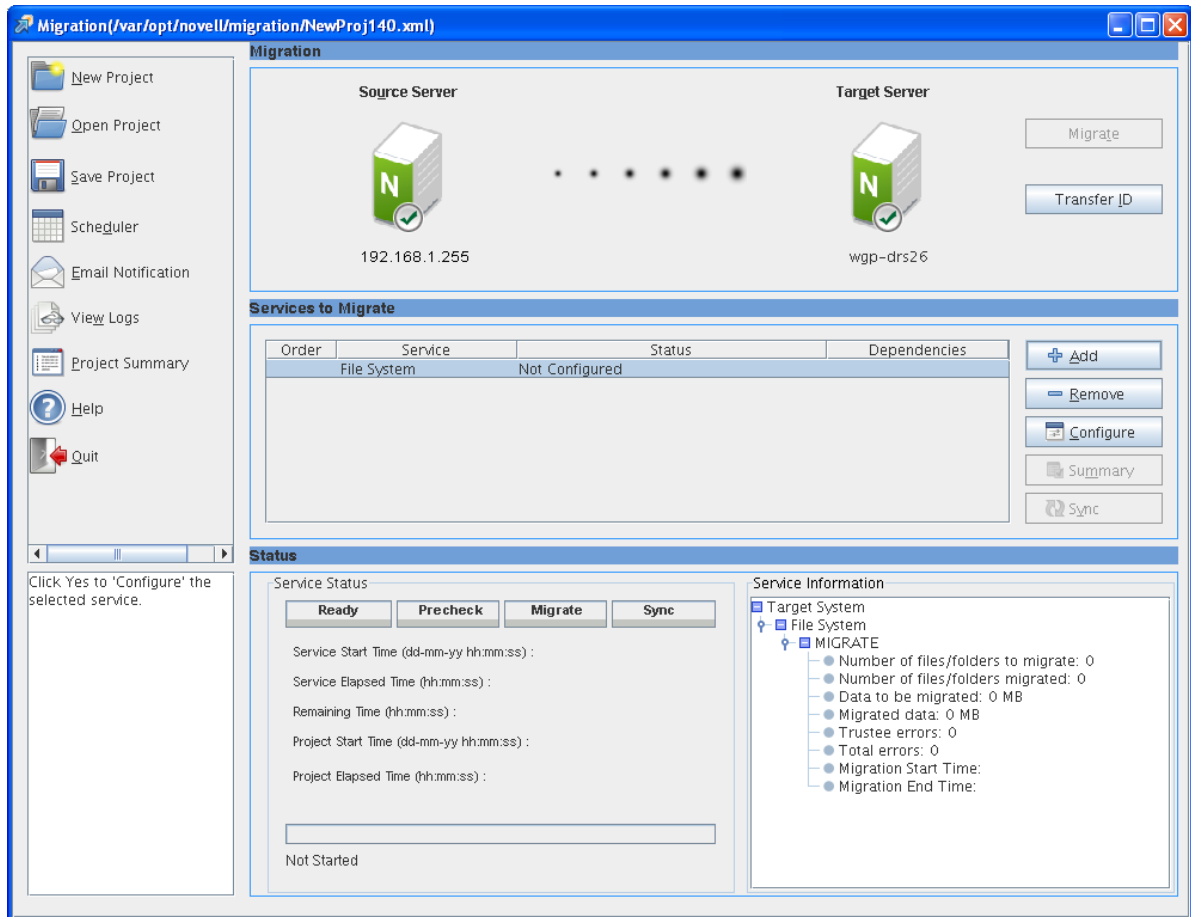 Migration(/var/opt/novell/migration/NewProj140.xml)
New Project
Open Project
Save Project
Scheduler
Email Notification
View Logs
Project Summary
Help
Quit
Click Yes to 'Configure' the
selected service.
Migration
Source Server
Target Server
N
N
192.168.1.255
wgp-drs26
Migrate
Transfer ID
Services to Migrate
Order Service Status Dependencies
File System Not Configured
Add
Remove
Configure
Summary
Sync
Status
Service Status
Ready Precheck Migrate Sync
Service Start Time (dd-mm-yy hh:mm:ss) :
Service Elapsed Time (hh:mm:ss) :
Remaining Time (hh:mm:ss) :
Project Start Time (dd-mm-yy hh:mm:ss) :
Project Elapsed Time (hh:mm:ss) :
Not Started
Service Information
Target System
File System
MIGRATE
Number of files/folders to migrate: 0
Number of files/folders migrated: 0
Data to be migrated: 0 MB
Migrated data: 0 MB
Trustee errors: 0
Total errors: 0
Migration Start Time:
Migration End Time: